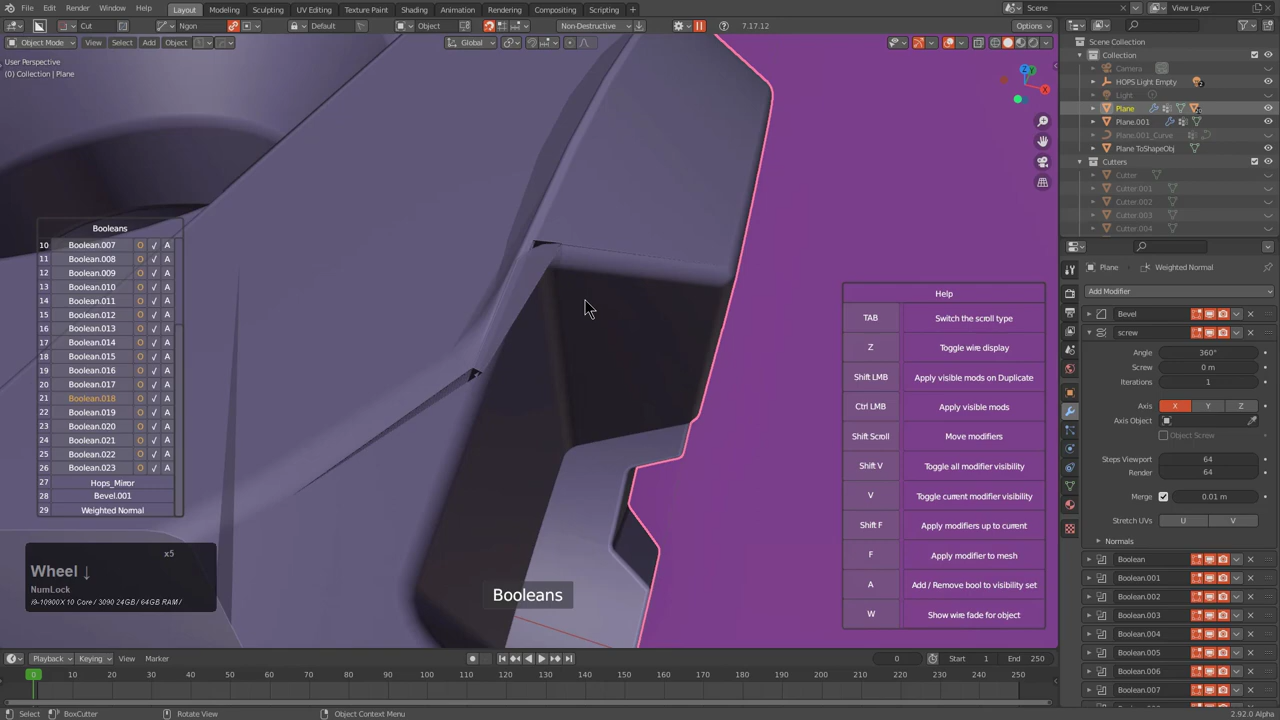 File Edit Render Window Help Layout Modeling Sculpting UV Editing Texture Paint Shading Animation Rendering Compositing Scripting + Scene View Layer
Cut Ngon Default Object Non-Destructive 7.17.12 Options
Object Mode View Select Add Object Global
User Perspective
(0) Collection | Plane
Scene Collection
Collection
Camera
HOPS Light Empty
Light
Plane
Plane.001
Plane.001_Curve
Plane ToShapeObj
Cutters
Cutter
Cutter.001
Cutter.002
Cutter.003
Cutter.004
Booleans
10 Boolean.007 O √ A
11 Boolean.008 O √ A
12 Boolean.009 O √ A
13 Boolean.010 O √ A
14 Boolean.011 O √ A
15 Boolean.012 O √ A
16 Boolean.013 O √ A
17 Boolean.014 O √ A
18 Boolean.015 O √ A
19 Boolean.016 O √ A
20 Boolean.017 O √ A
21 Boolean.018 O √ A
22 Boolean.019 O √ A
23 Boolean.020 O √ A
24 Boolean.021 O √ A
25 Boolean.022 O √ A
26 Boolean.023 O √ A
27 Hops_Mirror
28 Bevel.001
29 Weighted Normal
x5
Wheel ↓
NumLock
i9-10900X 10 Core / 3090 24GB / 64GB RAM /
Booleans
Help
TAB Switch the scroll type
Z Toggle wire display
Shift LMB Apply visible mods on Duplicate
Ctrl LMB Apply visible mods
Shift Scroll Move modifiers
Shift V Toggle all modifier visibility
V Toggle current modifier visibility
Shift F Apply modifiers up to current
F Apply modifier to mesh
A Add / Remove bool to visibility set
W Show wire fade for object
Plane > Weighted Normal
Add Modifier
Bevel
screw
Angle 360°
Screw 0 m
Iterations 1
Axis X Y Z
Axis Object
Object Screw
Steps Viewport 64
Render 64
Merge 0.01 m
Stretch UVs U V
Normals
Boolean
Boolean.001
Boolean.002
Boolean.003
Boolean.004
Boolean.005
Boolean.006
Boolean.007
Playback Keying View Marker 0 Start 1 End 250
0 10 20 30 40 50 60 70 80 90 100 110 120 130 140 150 160 170 180 190 200 210 220 230 240 250
Select BoxCutter Rotate View Object Context Menu 2.92.0 Alpha